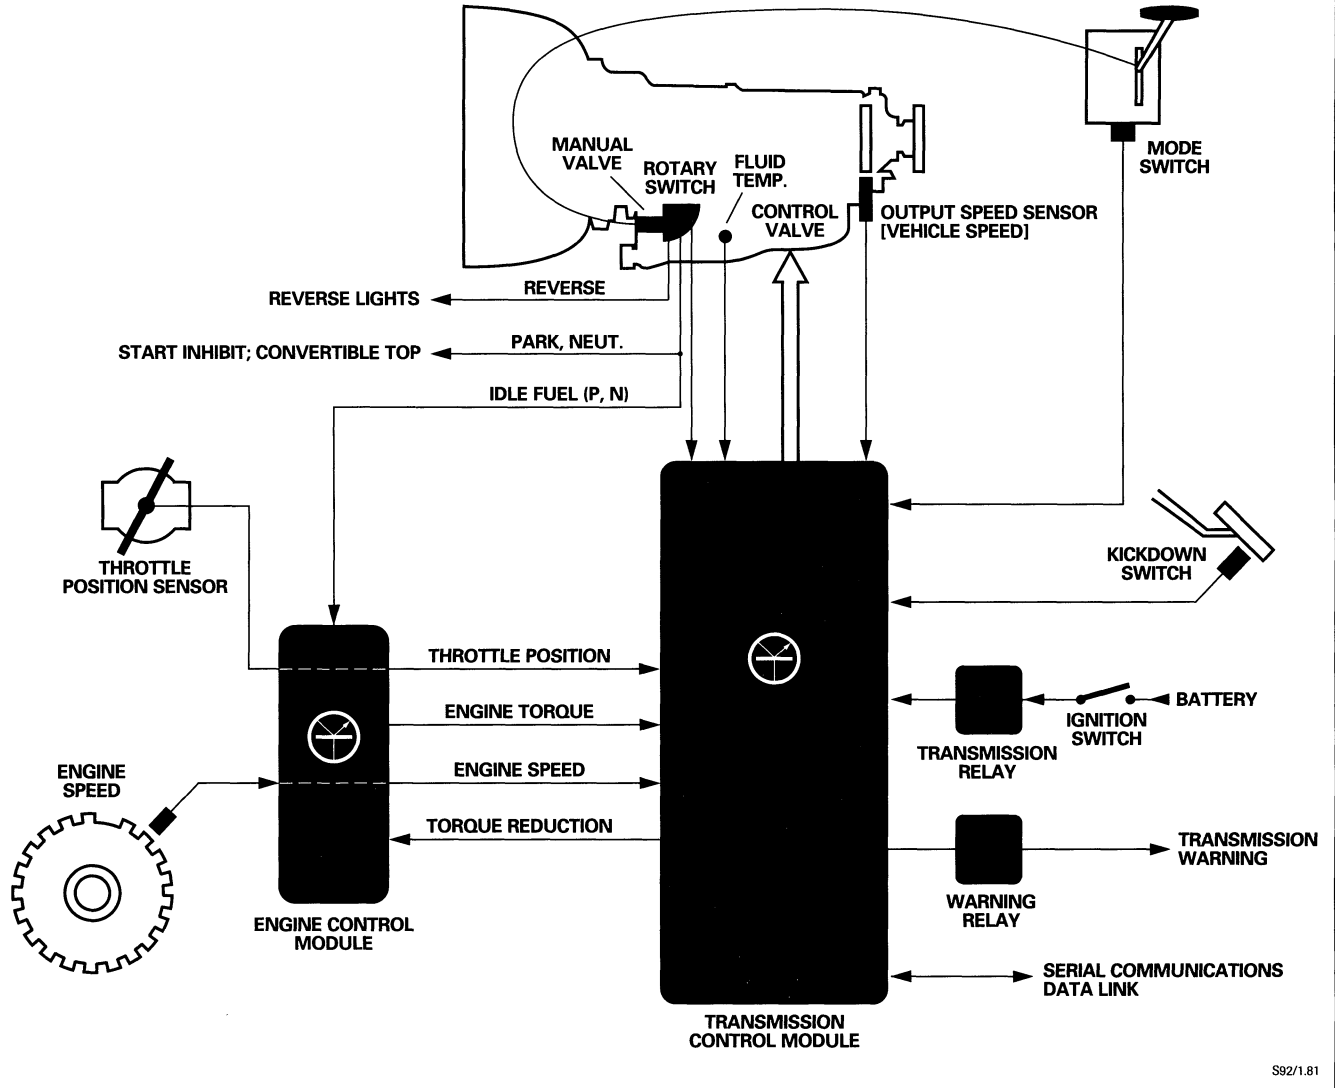 MANUAL
VALVE
ROTARY
SWITCH
FLUID
TEMP.
CONTROL
VALVE
MODE
SWITCH
OUTPUT SPEED SENSOR
[VEHICLE SPEED]
REVERSE
REVERSE LIGHTS
PARK, NEUT.
START INHIBIT; CONVERTIBLE TOP
IDLE FUEL (P, N)
THROTTLE
POSITION SENSOR
KICKDOWN
SWITCH
THROTTLE POSITION
ENGINE TORQUE
ENGINE SPEED
TORQUE REDUCTION
BATTERY
IGNITION
SWITCH
TRANSMISSION
RELAY
ENGINE
SPEED
TRANSMISSION
WARNING
WARNING
RELAY
ENGINE CONTROL
MODULE
SERIAL COMMUNICATIONS
DATA LINK
TRANSMISSION
CONTROL MODULE
S92/1.81